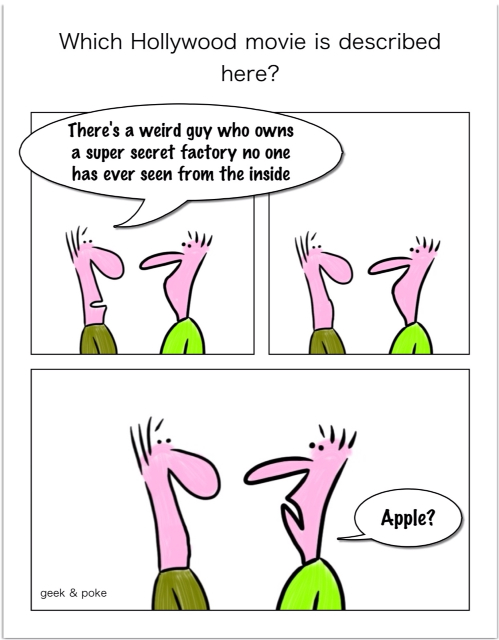 Which Hollywood movie is described
here?
There's a weird guy who owns
a super secret factory no one
has ever seen from the inside
Apple?
geek & poke